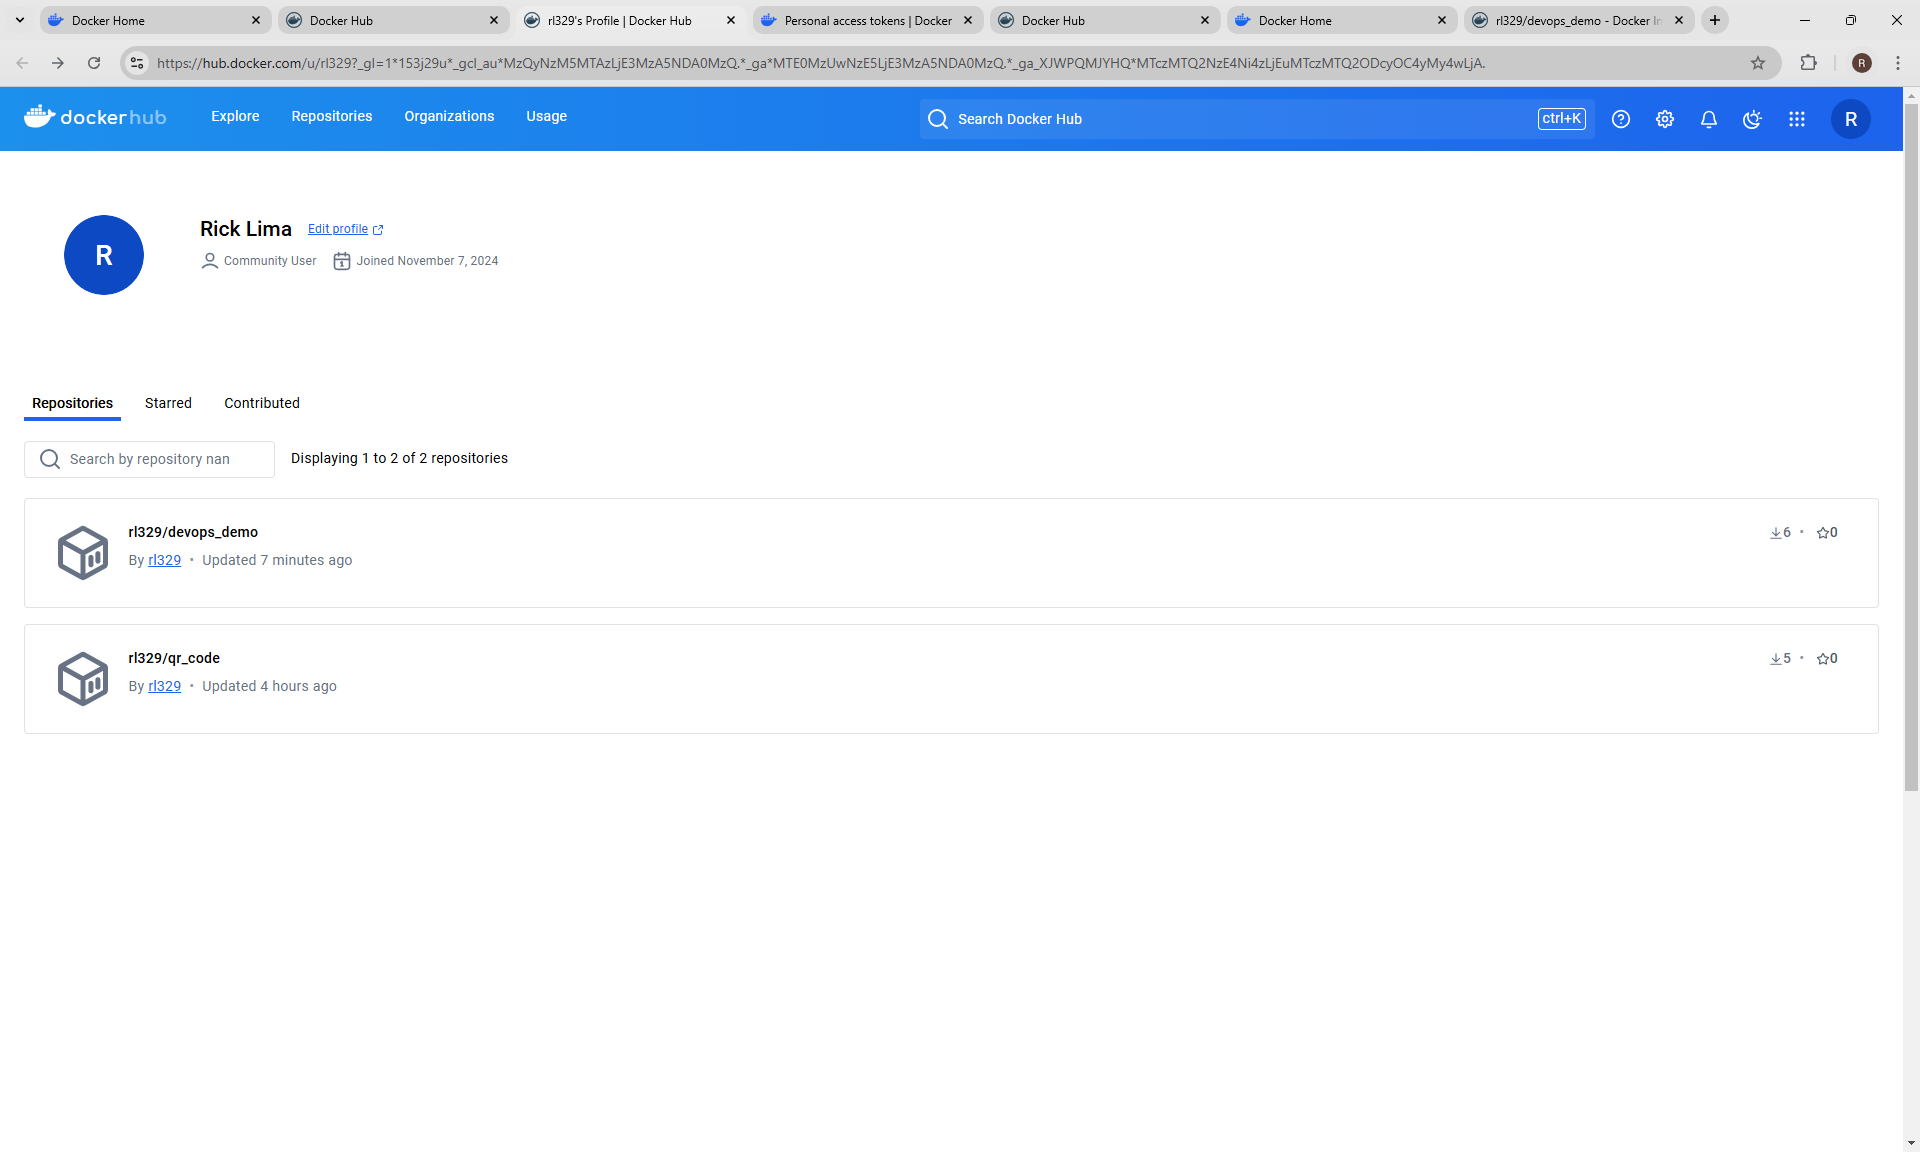 Docker Home
Docker Hub
rl329's Profile | Docker Hub
Personal access tokens | Docker
Docker Hub
Docker Home
rl329/devops_demo - Docker
https://hub.docker.com/u/rl329?_gl=1*153j29u*_gcl_au*MzQyNzM5MTAzLjE3MzA5NDA0MzQ.*_ga*MTE0MzUwNzE5LjE3MzA5NDA0MzQ.*_ga_XJWPQMJYHQ*MTczMTQ2NzE4Ni4zLjEuMTczMTQ2ODcyOC4yMy4wLjA.
R
dockerhub
Explore
Repositories
Organizations
Usage
Search Docker Hub
ctrl+K
R
R
Rick Lima
Edit profile
Community User
Joined November 7, 2024
Repositories
Starred
Contributed
Search by repository nan
Displaying 1 to 2 of 2 repositories
rl329/devops_demo
6 • 0
By rl329 • Updated 7 minutes ago
rl329/qr_code
5 • 0
By rl329 • Updated 4 hours ago